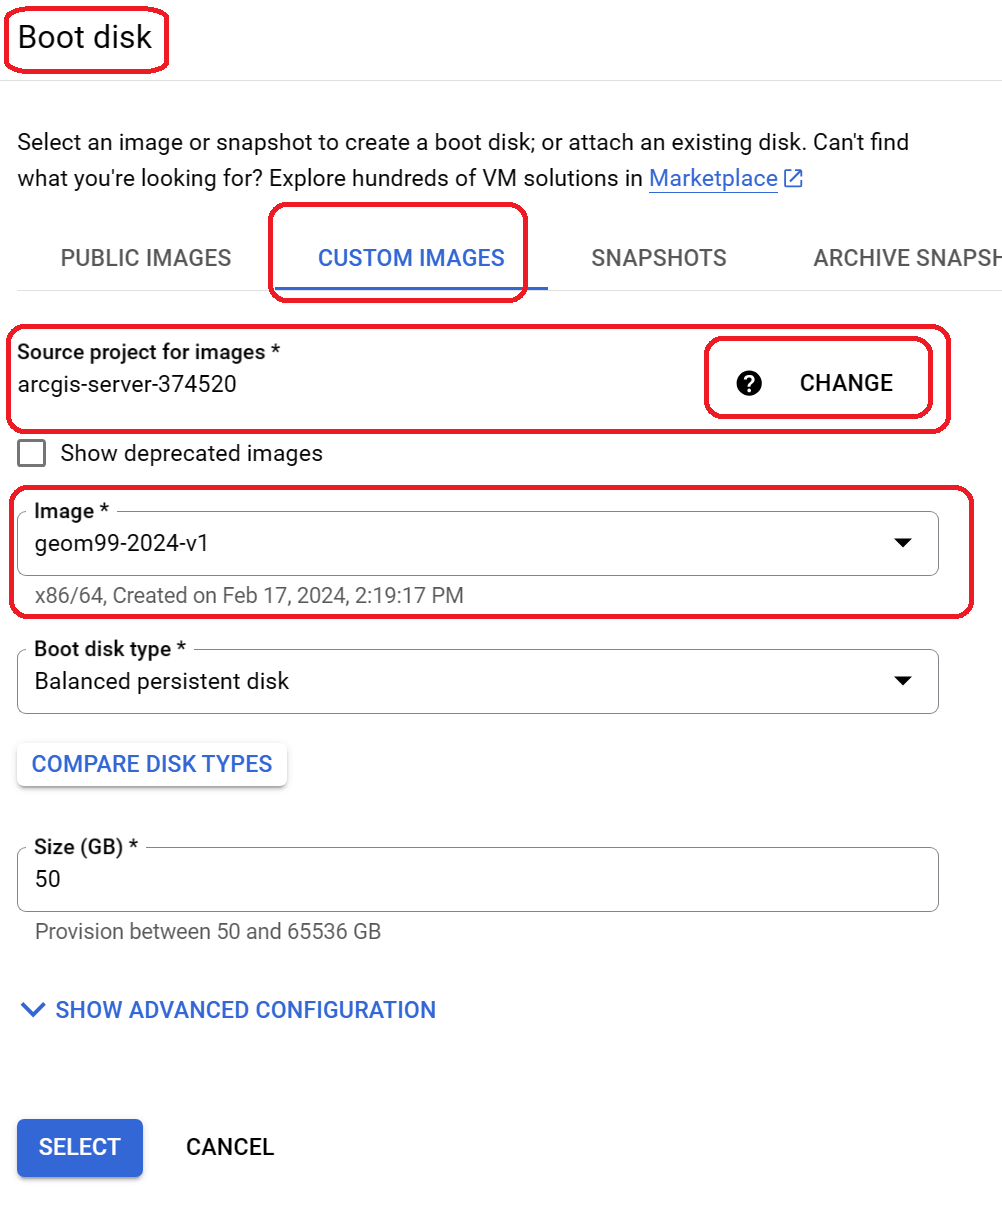 Boot disk
Select an image or snapshot to create a boot disk; or attach an existing disk. Can't find
what you're looking for? Explore hundreds of VM solutions in Marketplace
PUBLIC IMAGES CUSTOM IMAGES SNAPSHOTS ARCHIVE SNAPSH
Source project for images *
arcgis-server-374520
? CHANGE
Show deprecated images
Image *
geom99-2024-v1
x86/64, Created on Feb 17, 2024, 2:19:17 PM
Boot disk type *
Balanced persistent disk
COMPARE DISK TYPES
Size (GB) *
50
Provision between 50 and 65536 GB
SHOW ADVANCED CONFIGURATION
SELECT CANCEL